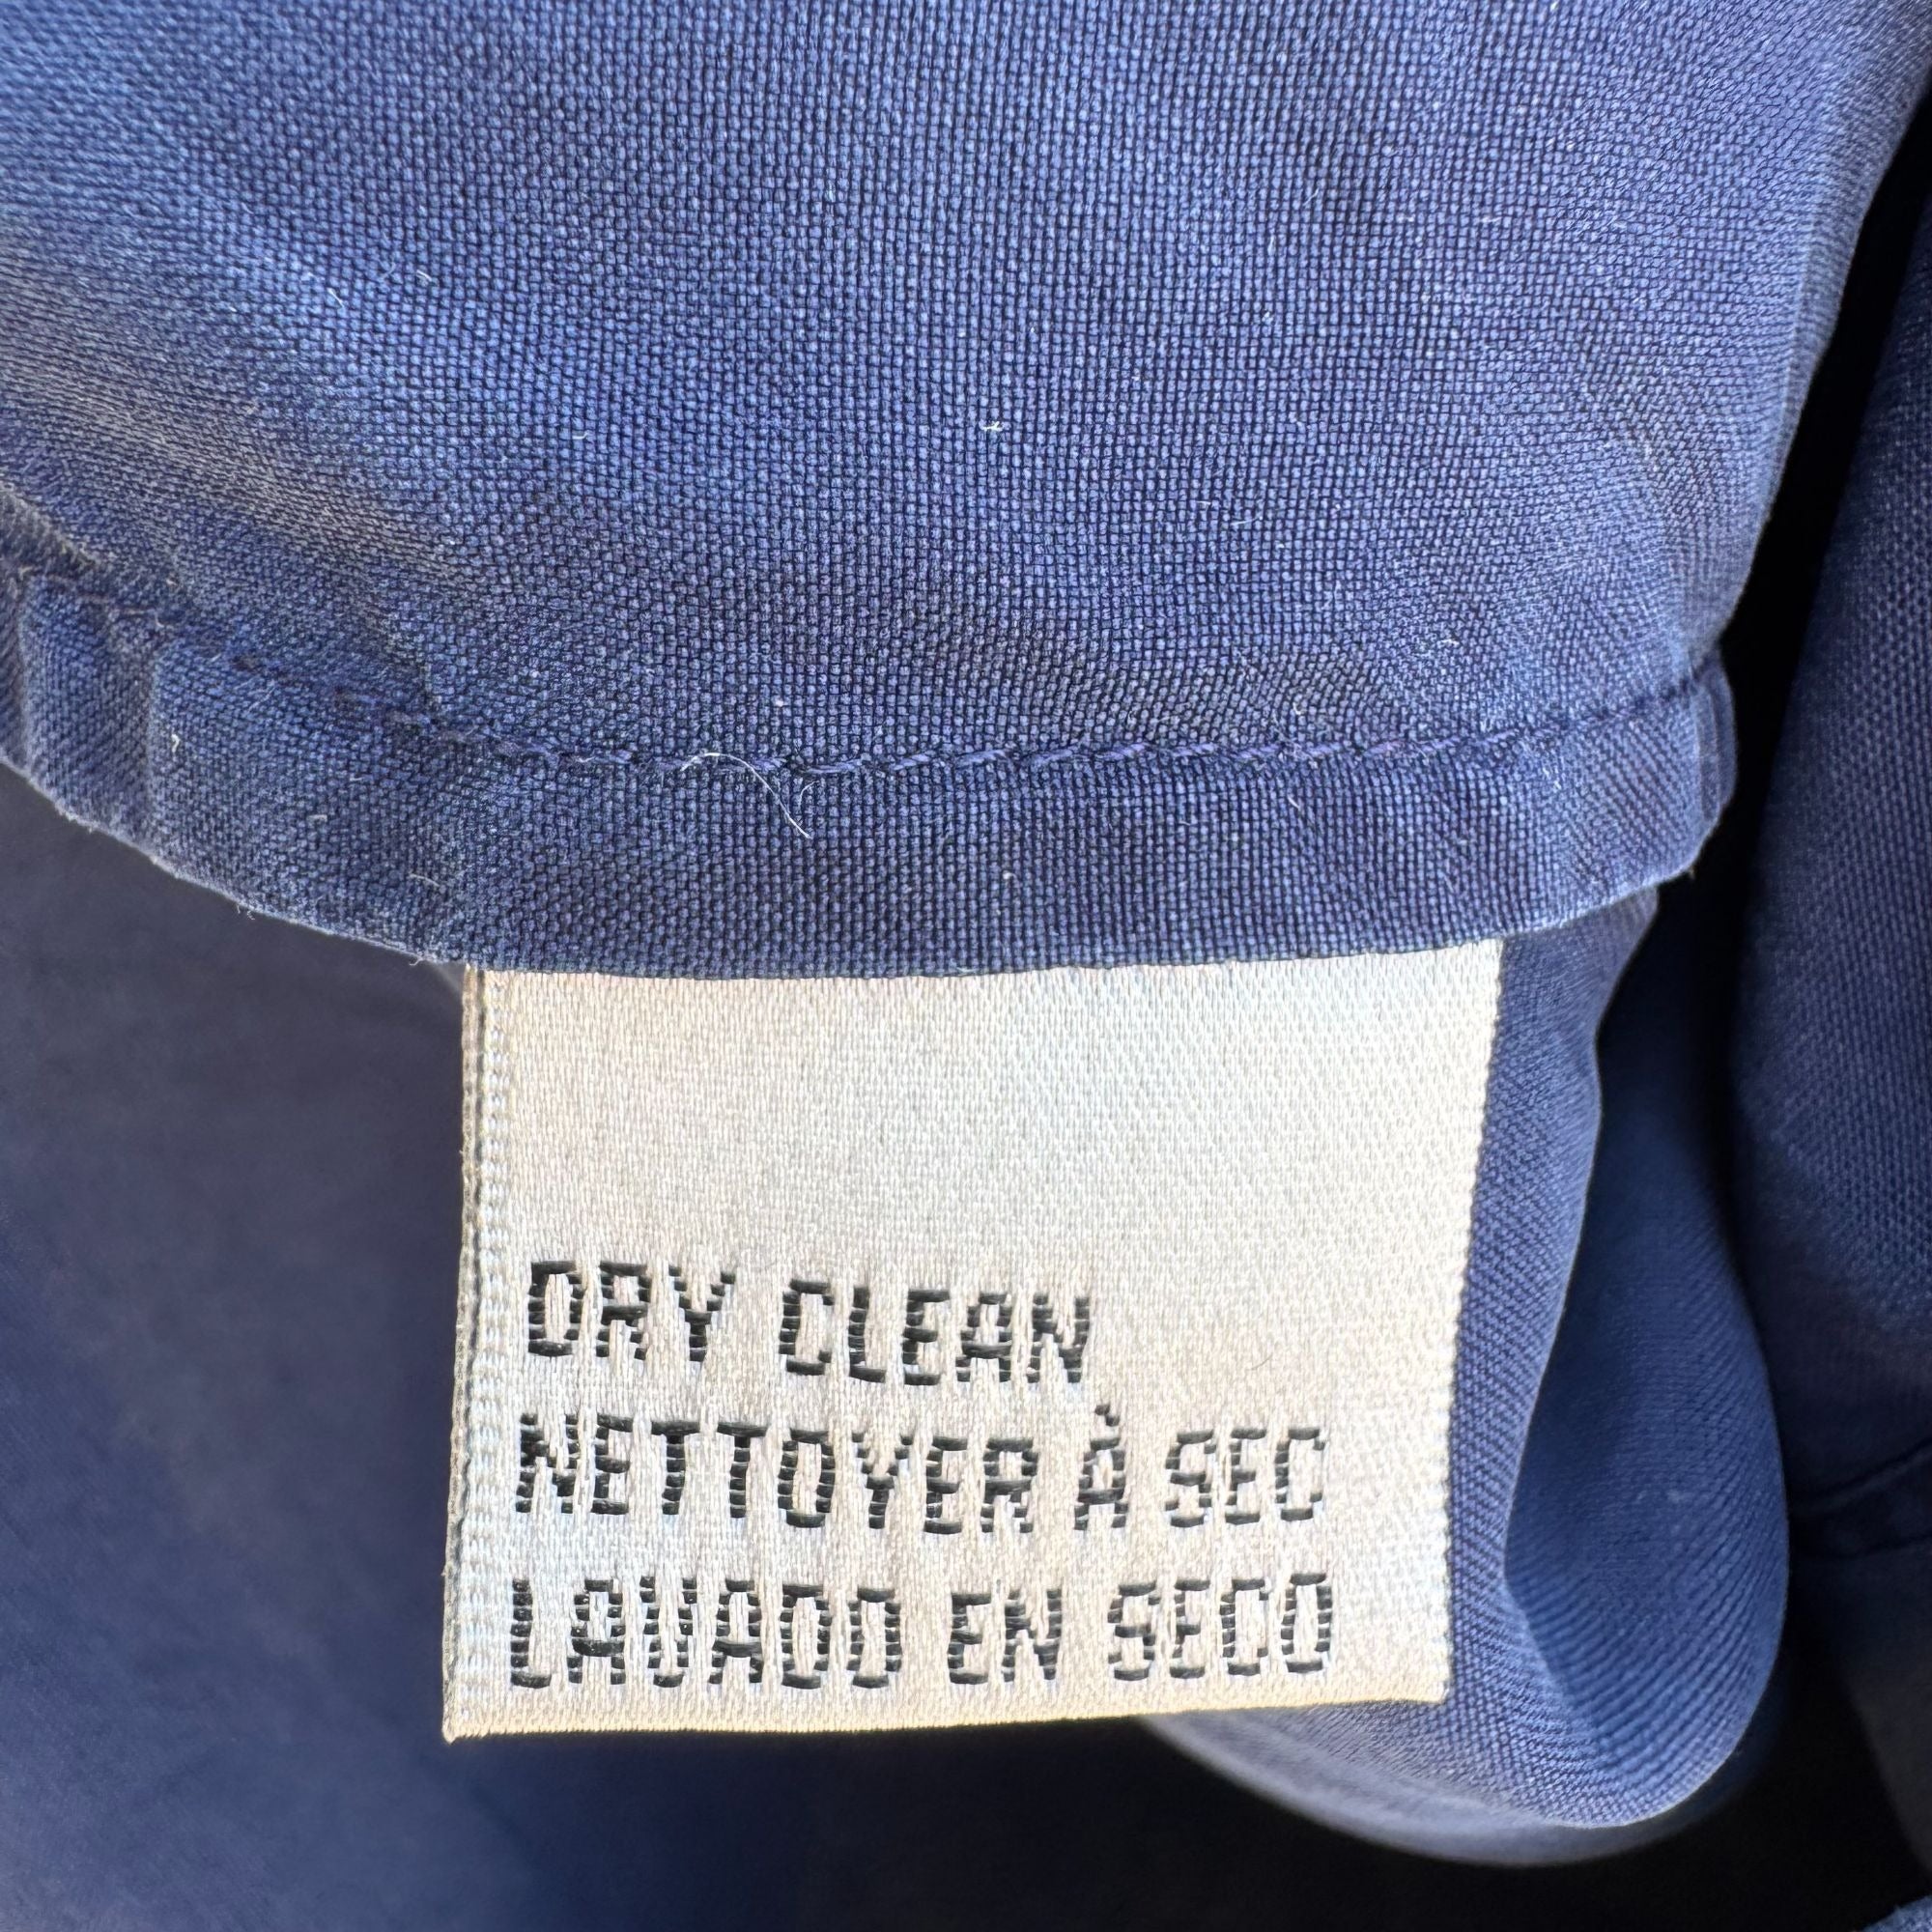 DRY CLEAN
NETTOYER À SEC
LAVADO EN SECO